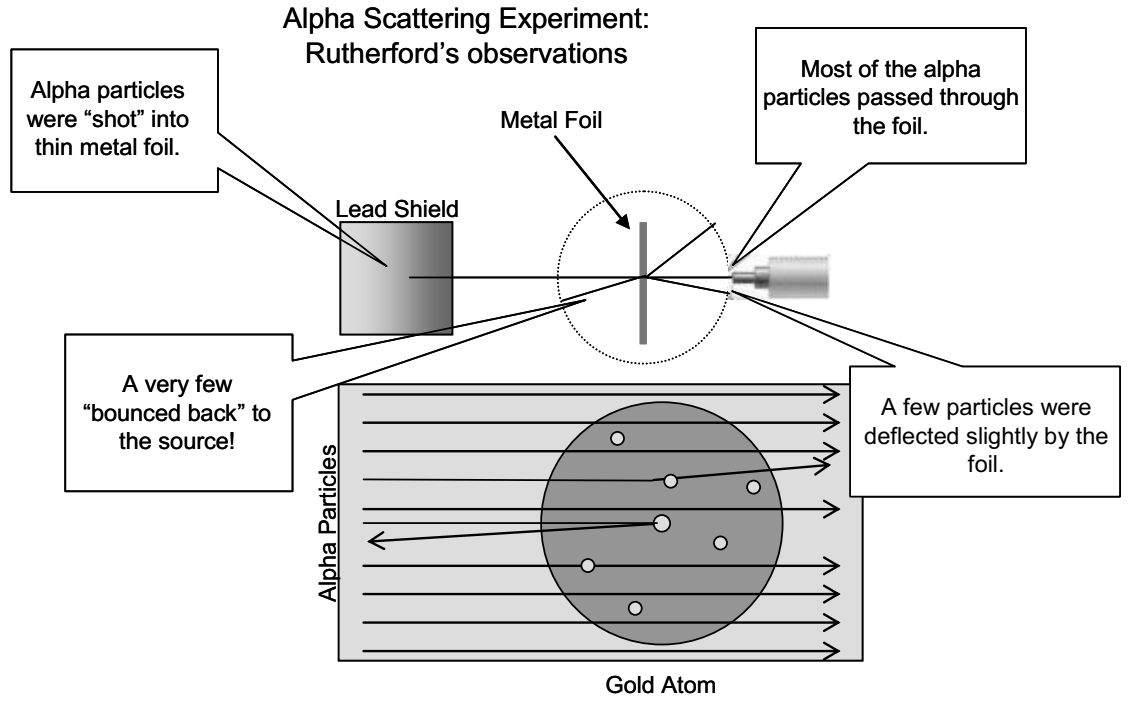 Alpha Scattering Experiment:
Rutherford’s observations
Alpha particles
were “shot” into
thin metal foil.
Metal Foil
Most of the alpha
particles passed through
the foil.
Lead Shield
A very few
“bounced back” to
the source!
A few particles were
deflected slightly by the
foil.
Alpha Particles
Gold Atom